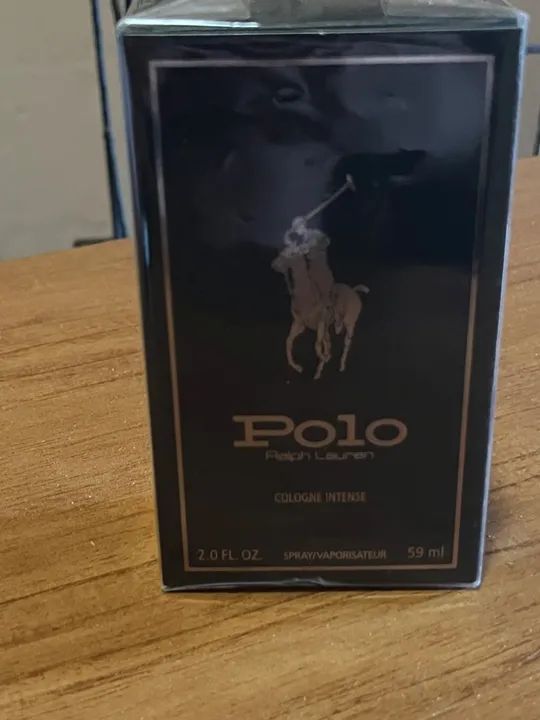 Polo
Ralph Lauren
COLOGNE INTENSE
2.0 FL. OZ. SPRAY/VAPORISATEUR 59 ml